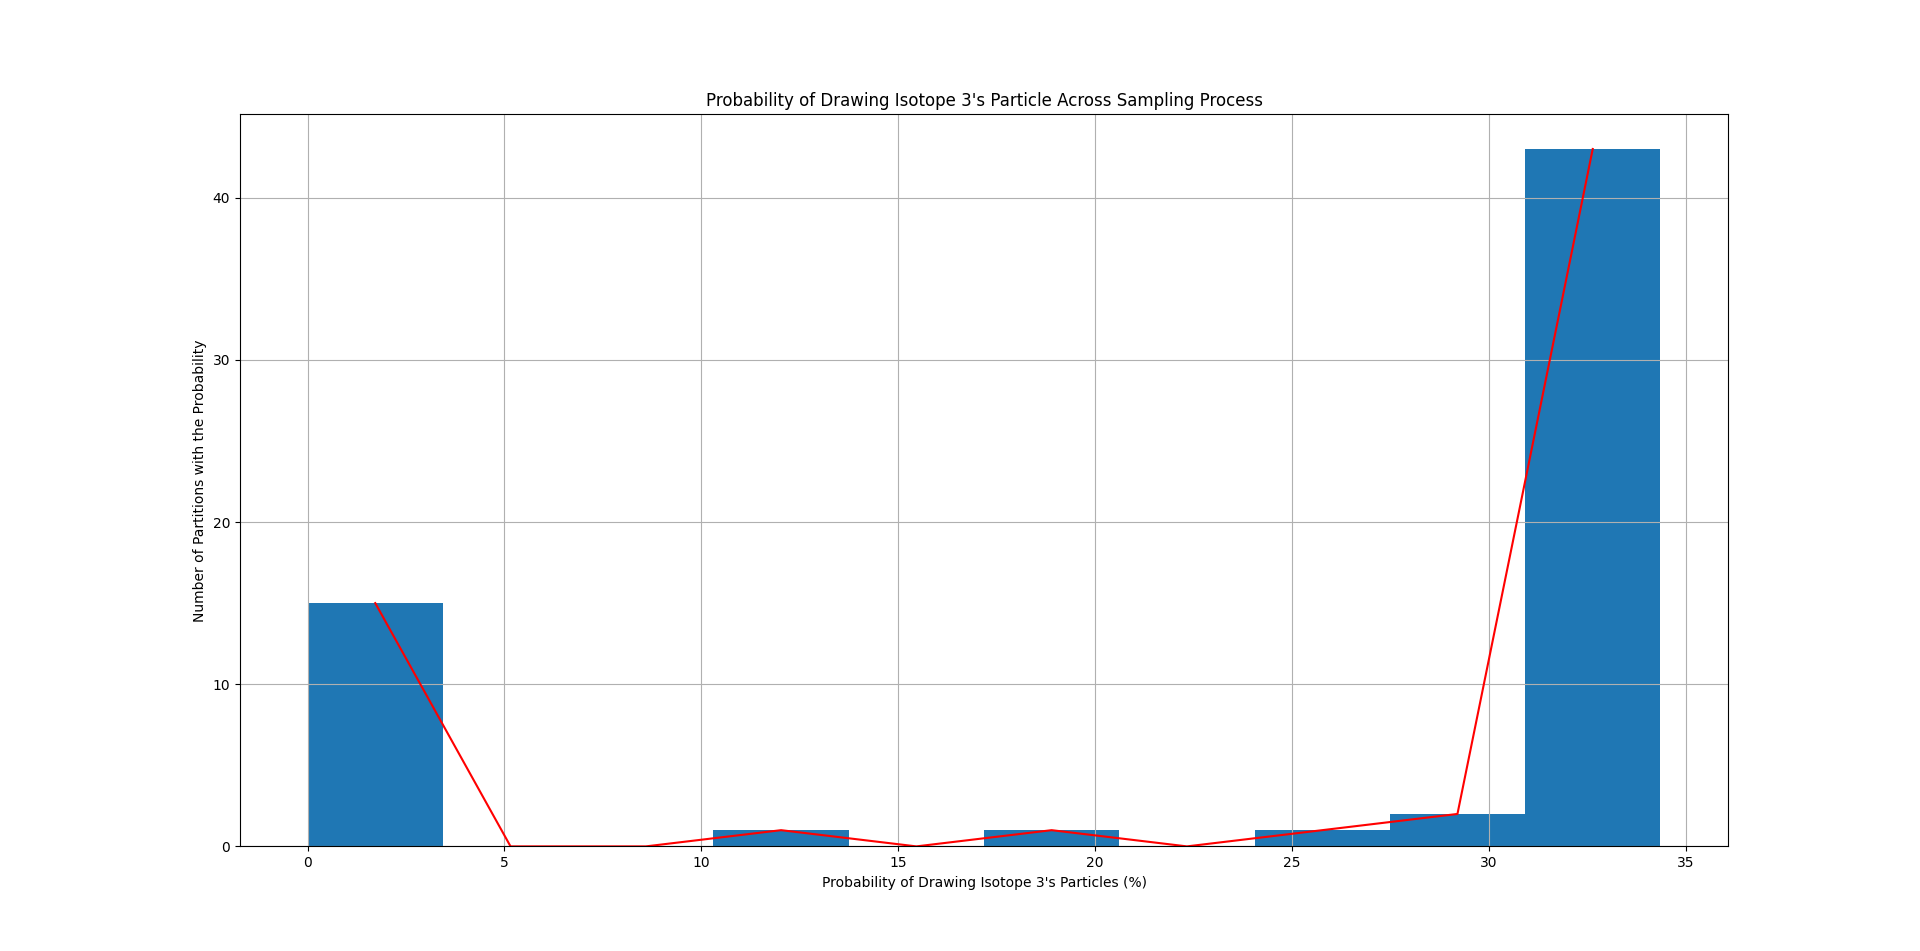 Probability of Drawing Isotope 3's Particle Across Sampling Process
Number of Partitions with the Probability
40
30
20
10
0
0 5 10 15 20 25 30 35
Probability of Drawing Isotope 3's Particles (%)